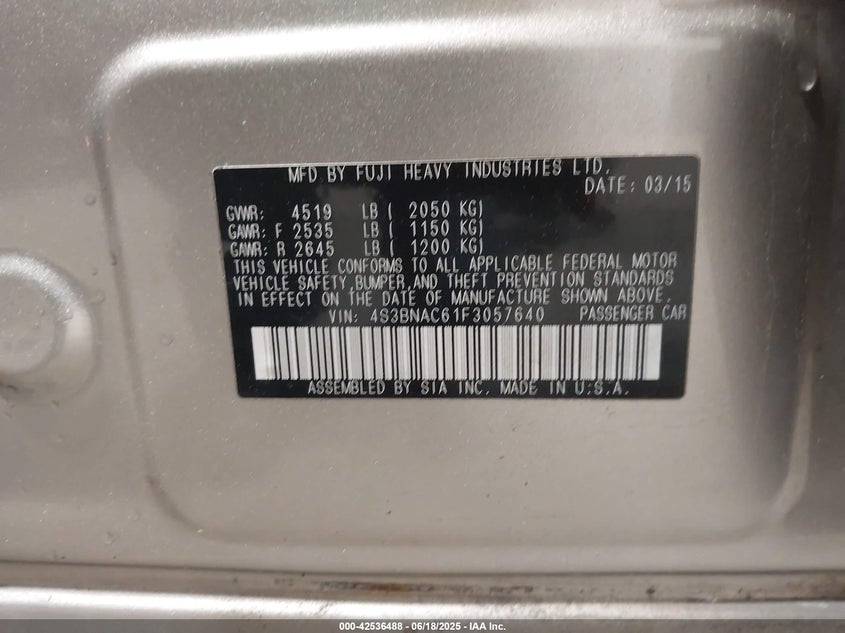 MFD BY FUJI HEAVY INDUSTRIES LTD.
DATE: 03/15
GVWR: 4519 LB ( 2050 KG)
GAWR: F 2535 LB ( 1150 KG)
GAWR: R 2645 LB ( 1200 KG)
THIS VEHICLE CONFORMS TO ALL APPLICABLE FEDERAL MOTOR
VEHICLE SAFETY,BUMPER,AND THEFT PREVENTION STANDARDS
IN EFFECT ON THE DATE OF MANUFACTURE SHOWN ABOVE.
VIN: 4S3BNAC61F3057640 PASSENGER CAR
ASSEMBLED BY SIA INC. MADE IN U.S.A.
000-42536488 - 06/18/2025 - IAA Inc.